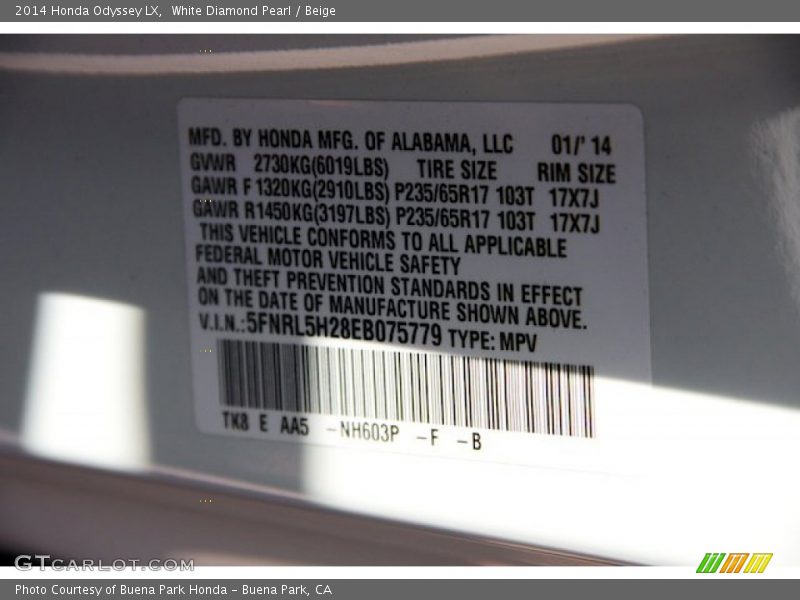 2014 Honda Odyssey LX,  White Diamond Pearl / Beige
MFD. BY HONDA MFG. OF ALABAMA, LLC 01/' 14
GVWR 2730KG(6019LBS) TIRE SIZE RIM SIZE
GAWR F 1320KG(2910LBS) P235/65R17 103T 17X7J
GAWR R1450KG(3197LBS) P235/65R17 103T 17X7J
THIS VEHICLE CONFORMS TO ALL APPLICABLE
FEDERAL MOTOR VEHICLE SAFETY
AND THEFT PREVENTION STANDARDS IN EFFECT
ON THE DATE OF MANUFACTURE SHOWN ABOVE.
V.I.N.:5FNRL5H28EB075779 TYPE: MPV
TK8 E AA5 -NH603P -F -B
GTCARLOT.COM
Photo Courtesy of Buena Park Honda - Buena Park, CA